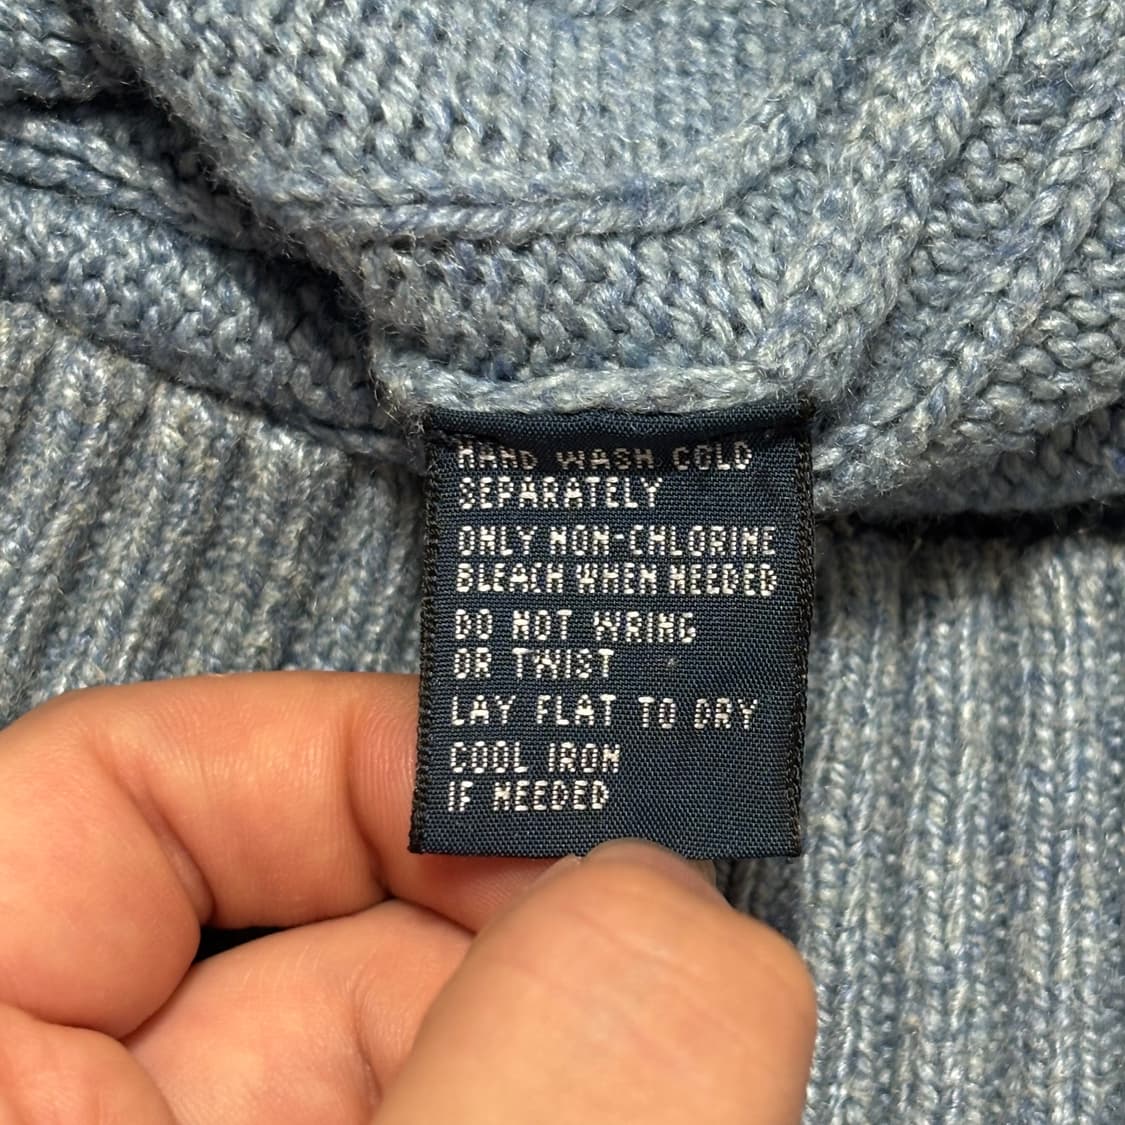 HAND WASH COLD
SEPARATELY
ONLY NON-CHLORINE
BLEACH WHEN NEEDED
DO NOT WRING
OR TWIST
LAY FLAT TO DRY
COOL IRON
IF NEEDED